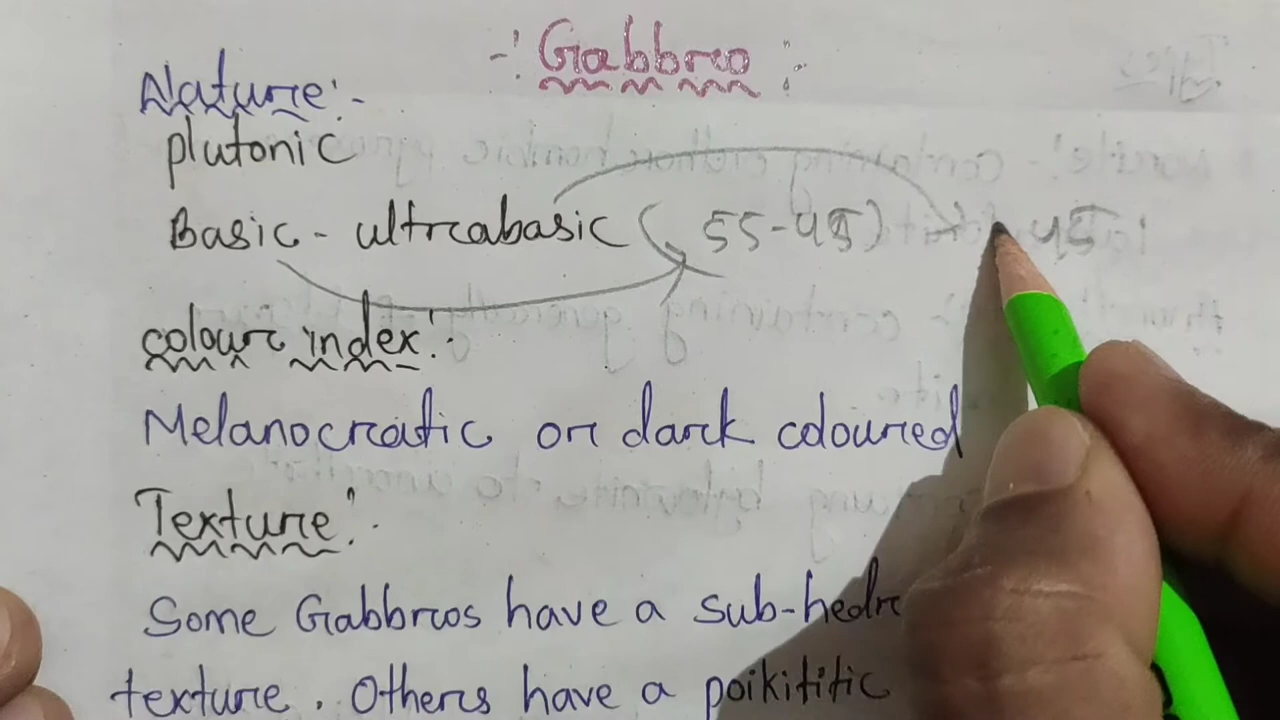 -: Gabbro :
Nature:-
plutonic
Basic - ultrabasic (55-45) 45
colour index:-
Melanocratic or dark coloured
Texture:-
Some Gabbros have a sub-hedr
texture. Others have a poikititic